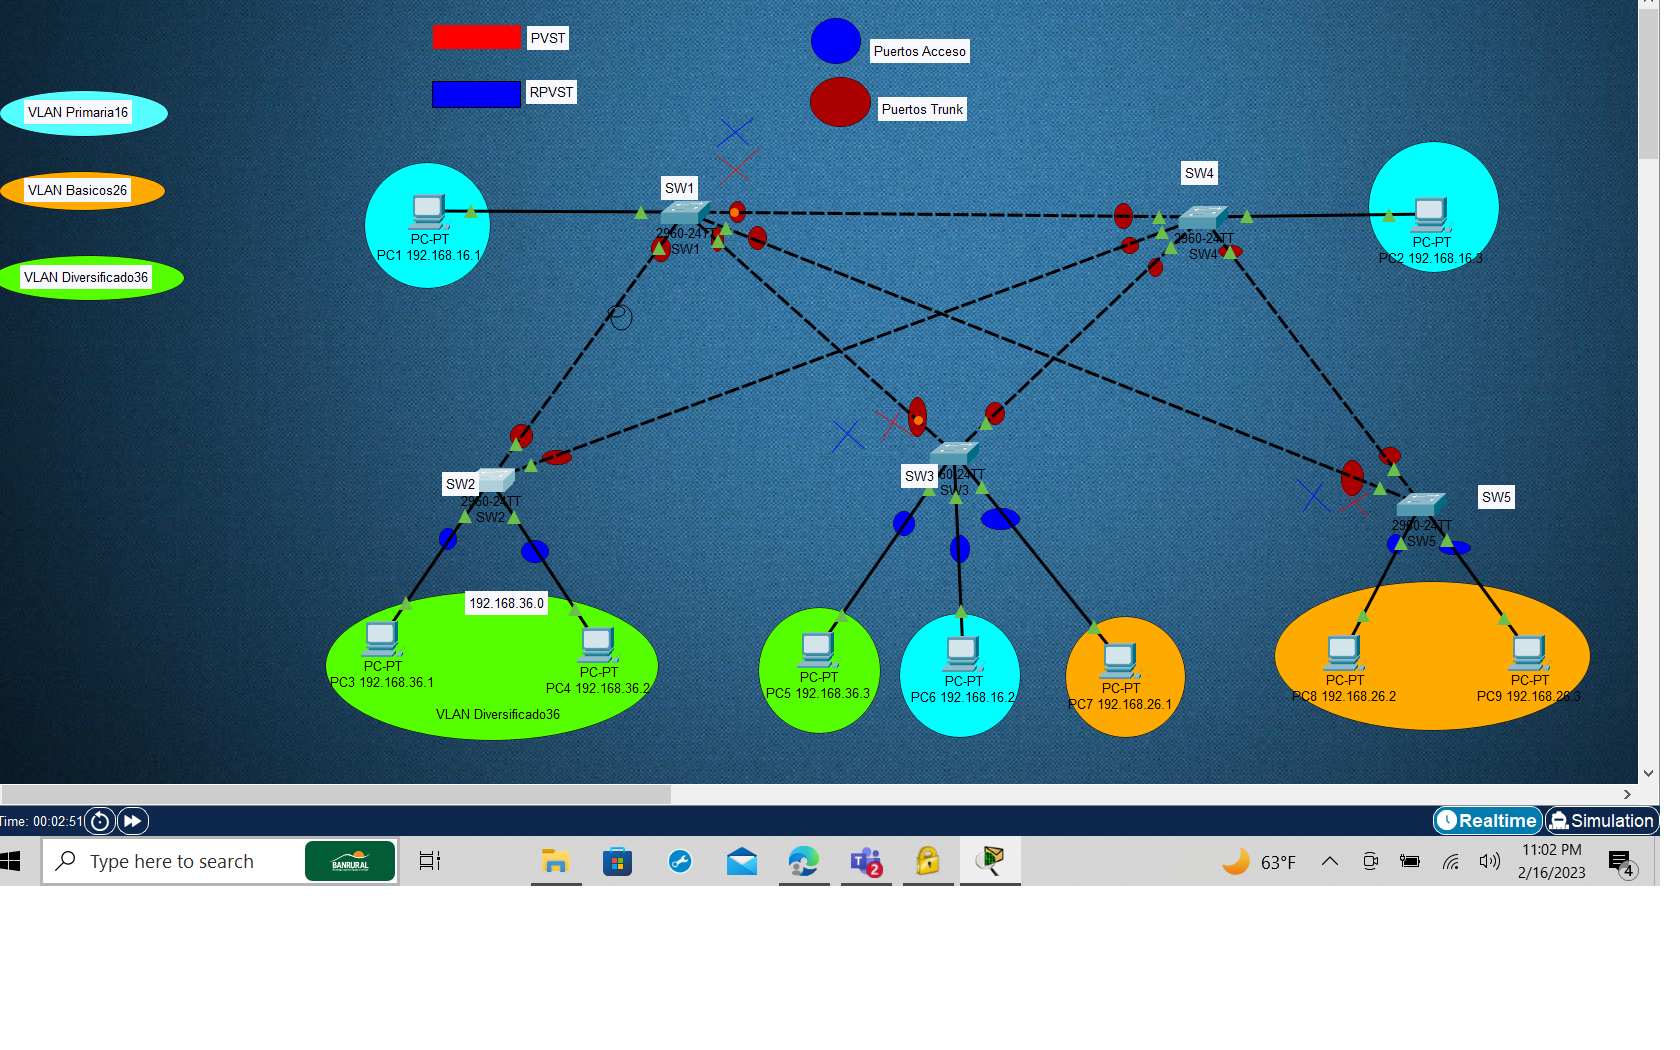 PVST
Puertos Acceso
RPVST
Puertos Trunk
VLAN Primaria16
VLAN Basicos26
VLAN Diversificado36
SW1
SW4
2960-24TT
SW1
2960-24TT
SW4
PC-PT
PC1 192.168.16.1
PC-PT
PC2 192.168.16.3
SW2
2960-24TT
SW2
SW3
60-24TT
SW3
SW5
2960-24TT
SW5
192.168.36.0
PC-PT
PC3 192.168.36.1
PC-PT
PC4 192.168.36.2
VLAN Diversificado36
PC-PT
PC5 192.168.36.3
PC-PT
PC6 192.168.16.2
PC-PT
PC7 192.168.26.1
PC-PT
PC8 192.168.26.2
PC-PT
PC9 192.168.26.3
Time: 00:02:51
Realtime
Simulation
Type here to search
BANRURAL
2
63°F
11:02 PM
2/16/2023
4